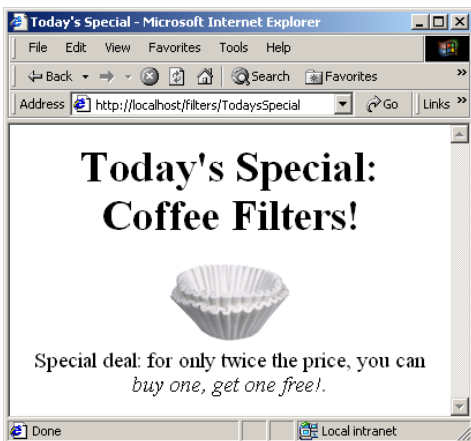 Today's Special - Microsoft Internet Explorer
File Edit View Favorites Tools Help
Back Search Favorites »
Address http://localhost/filters/TodaysSpecial Go Links »
Today's Special:
Coffee Filters!
Special deal: for only twice the price, you can
buy one, get one free!.
Done Local intranet